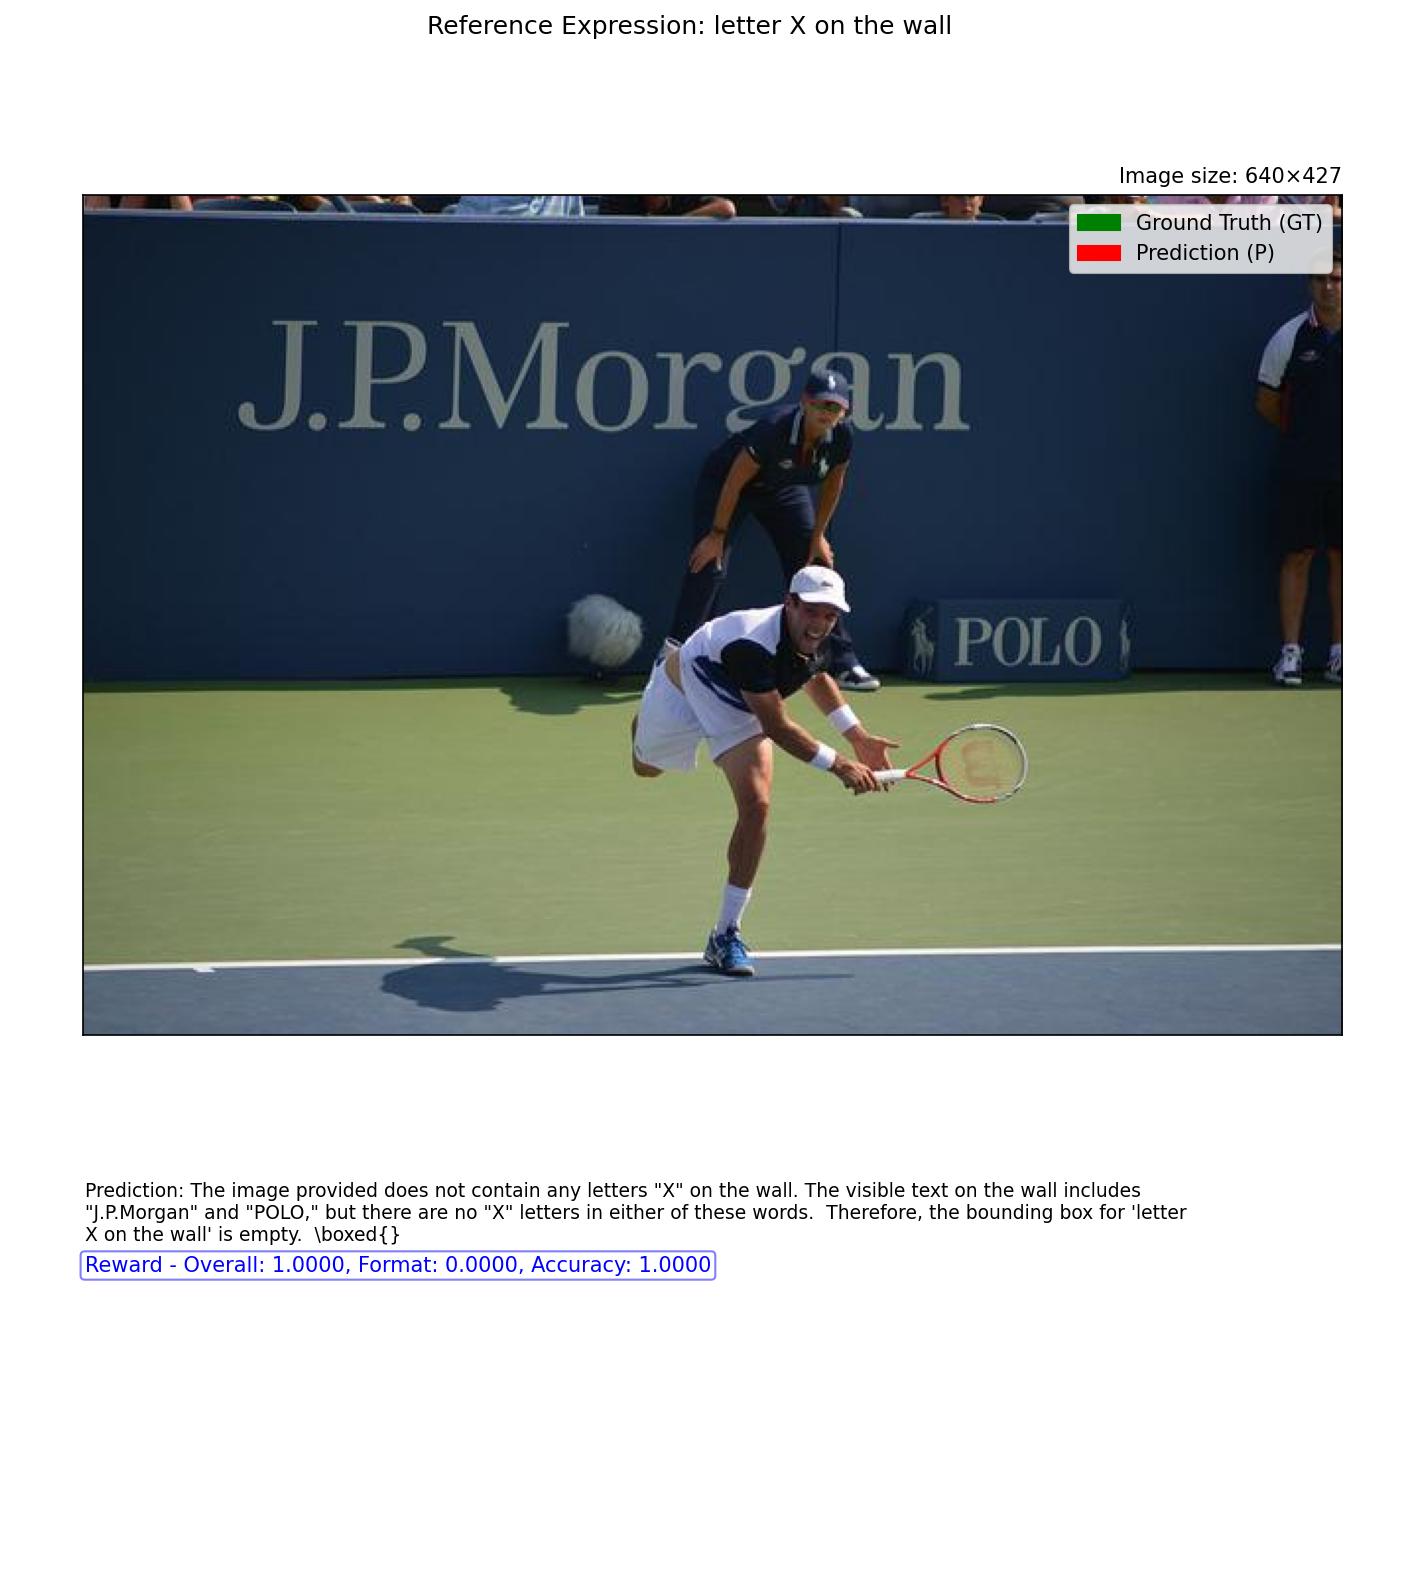 Reference Expression: letter X on the wall
Image size: 640×427
Ground Truth (GT)
Prediction (P)
J.P.Morgan
POLO
Prediction: The image provided does not contain any letters "X" on the wall. The visible text on the wall includes
"J.P.Morgan" and "POLO," but there are no "X" letters in either of these words.  Therefore, the bounding box for 'letter
X on the wall' is empty.  \boxed{}
Reward - Overall: 1.0000, Format: 0.0000, Accuracy: 1.0000